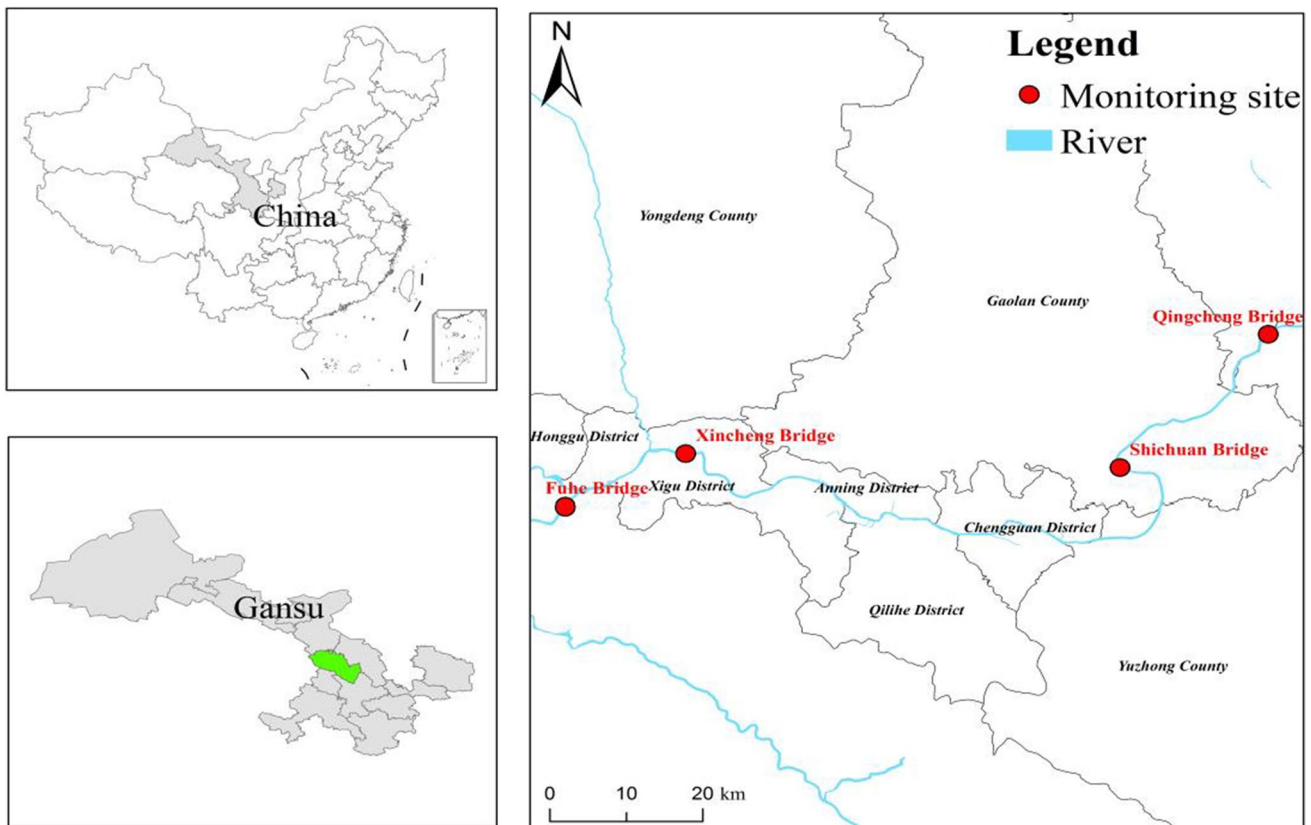 China
Gansu
N
Legend
Monitoring site
River
Yongdeng County
Gaolan County
Qingcheng Bridge
Honggu District
Xincheng Bridge
Shichuan Bridge
Fuhe Bridge
Xigu District
Anning District
Chengguan District
Qilihe District
Yuzhong County
0 10 20 km